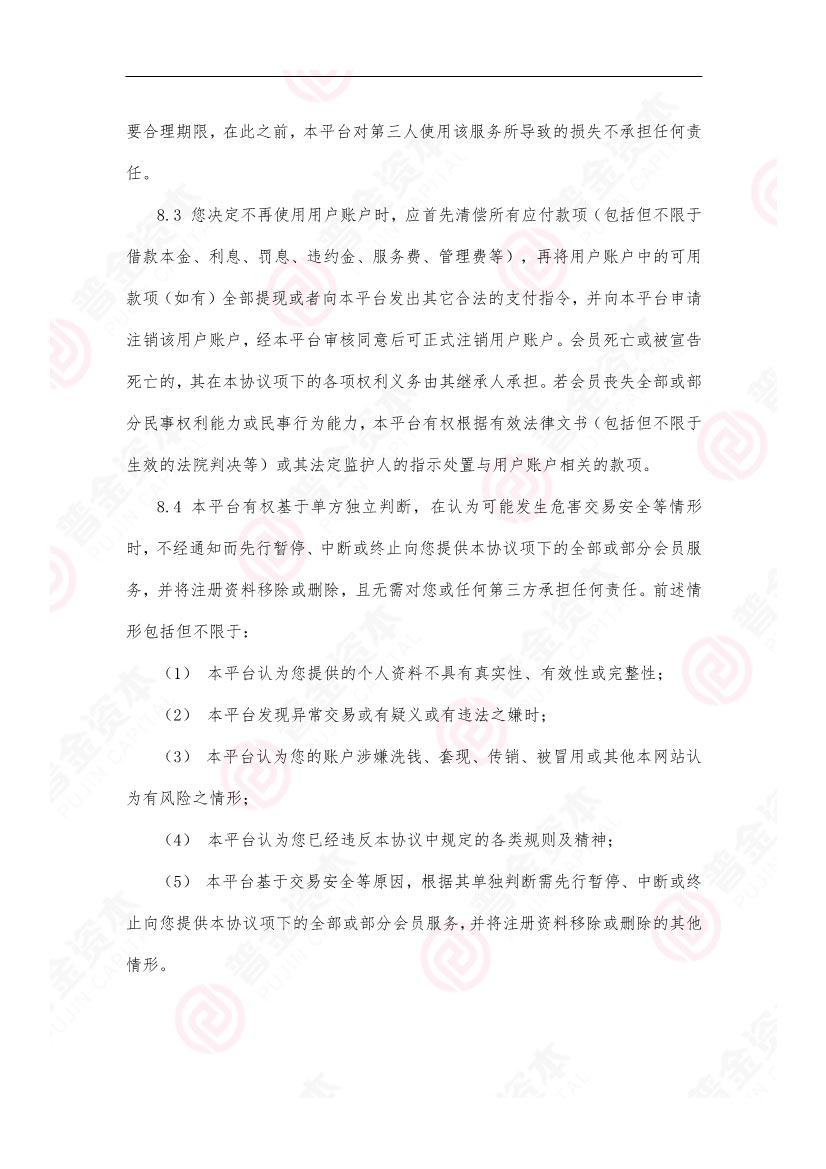 要合理期限，在此之前，本平台对第三人使用该服务所导致的损失不承担任何责
任。
8.3 您决定不再使用用户账户时，应首先清偿所有应付款项（包括但不限于
借款本金、利息、罚息、违约金、服务费、管理费等），再将用户账户中的可用
款项（如有）全部提现或者向本平台发出其它合法的支付指令，并向本平台申请
注销该用户账户，经本平台审核同意后可正式注销用户账户。会员死亡或被宣告
死亡的，其在本协议项下的各项权利义务由其继承人承担。若会员丧失全部或部
分民事权利能力或民事行为能力，本平台有权根据有效法律文书（包括但不限于
生效的法院判决等）或其法定监护人的指示处置与用户账户相关的款项。
8.4 本平台有权基于单方独立判断，在认为可能发生危害交易安全等情形
时，不经通知而先行暂停、中断或终止向您提供本协议项下的全部或部分会员服
务，并将注册资料移除或删除，且无需对您或任何第三方承担任何责任。前述情
形包括但不限于：
（1） 本平台认为您提供的个人资料不具有真实性、有效性或完整性；
（2） 本平台发现异常交易或有疑义或有违法之嫌时；
（3） 本平台认为您的账户涉嫌洗钱、套现、传销、被冒用或其他本网站认
为有风险之情形；
（4） 本平台认为您已经违反本协议中规定的各类规则及精神；
（5） 本平台基于交易安全等原因，根据其单独判断需先行暂停、中断或终
止向您提供本协议项下的全部或部分会员服务，并将注册资料移除或删除的其他
情形。
普金资本
PUJIN CAPITAL